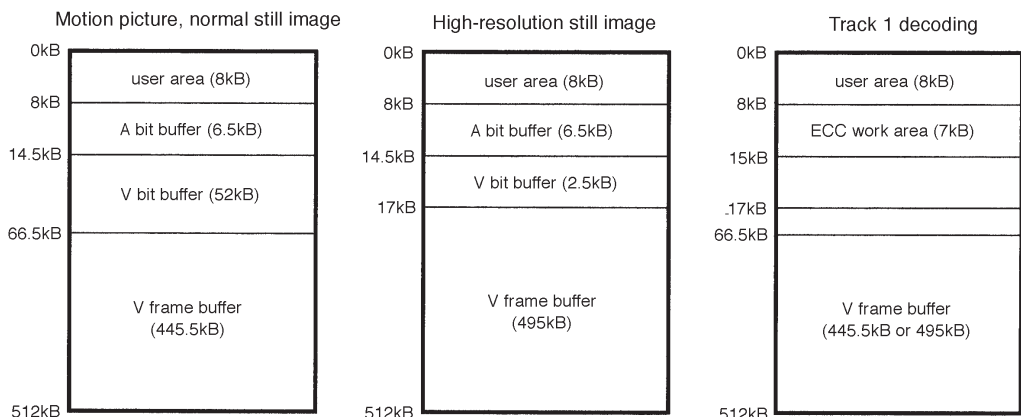 Motion picture, normal still image
0kB
user area (8kB)
8kB
A bit buffer (6.5kB)
14.5kB
V bit buffer (52kB)
66.5kB
V frame buffer
(445.5kB)
512kB
High-resolution still image
0kB
user area (8kB)
8kB
A bit buffer (6.5kB)
14.5kB
V bit buffer (2.5kB)
17kB
V frame buffer
(495kB)
512kB
Track 1 decoding
0kB
user area (8kB)
8kB
ECC work area (7kB)
15kB
17kB
66.5kB
V frame buffer
(445.5kB or 495kB)
512kB